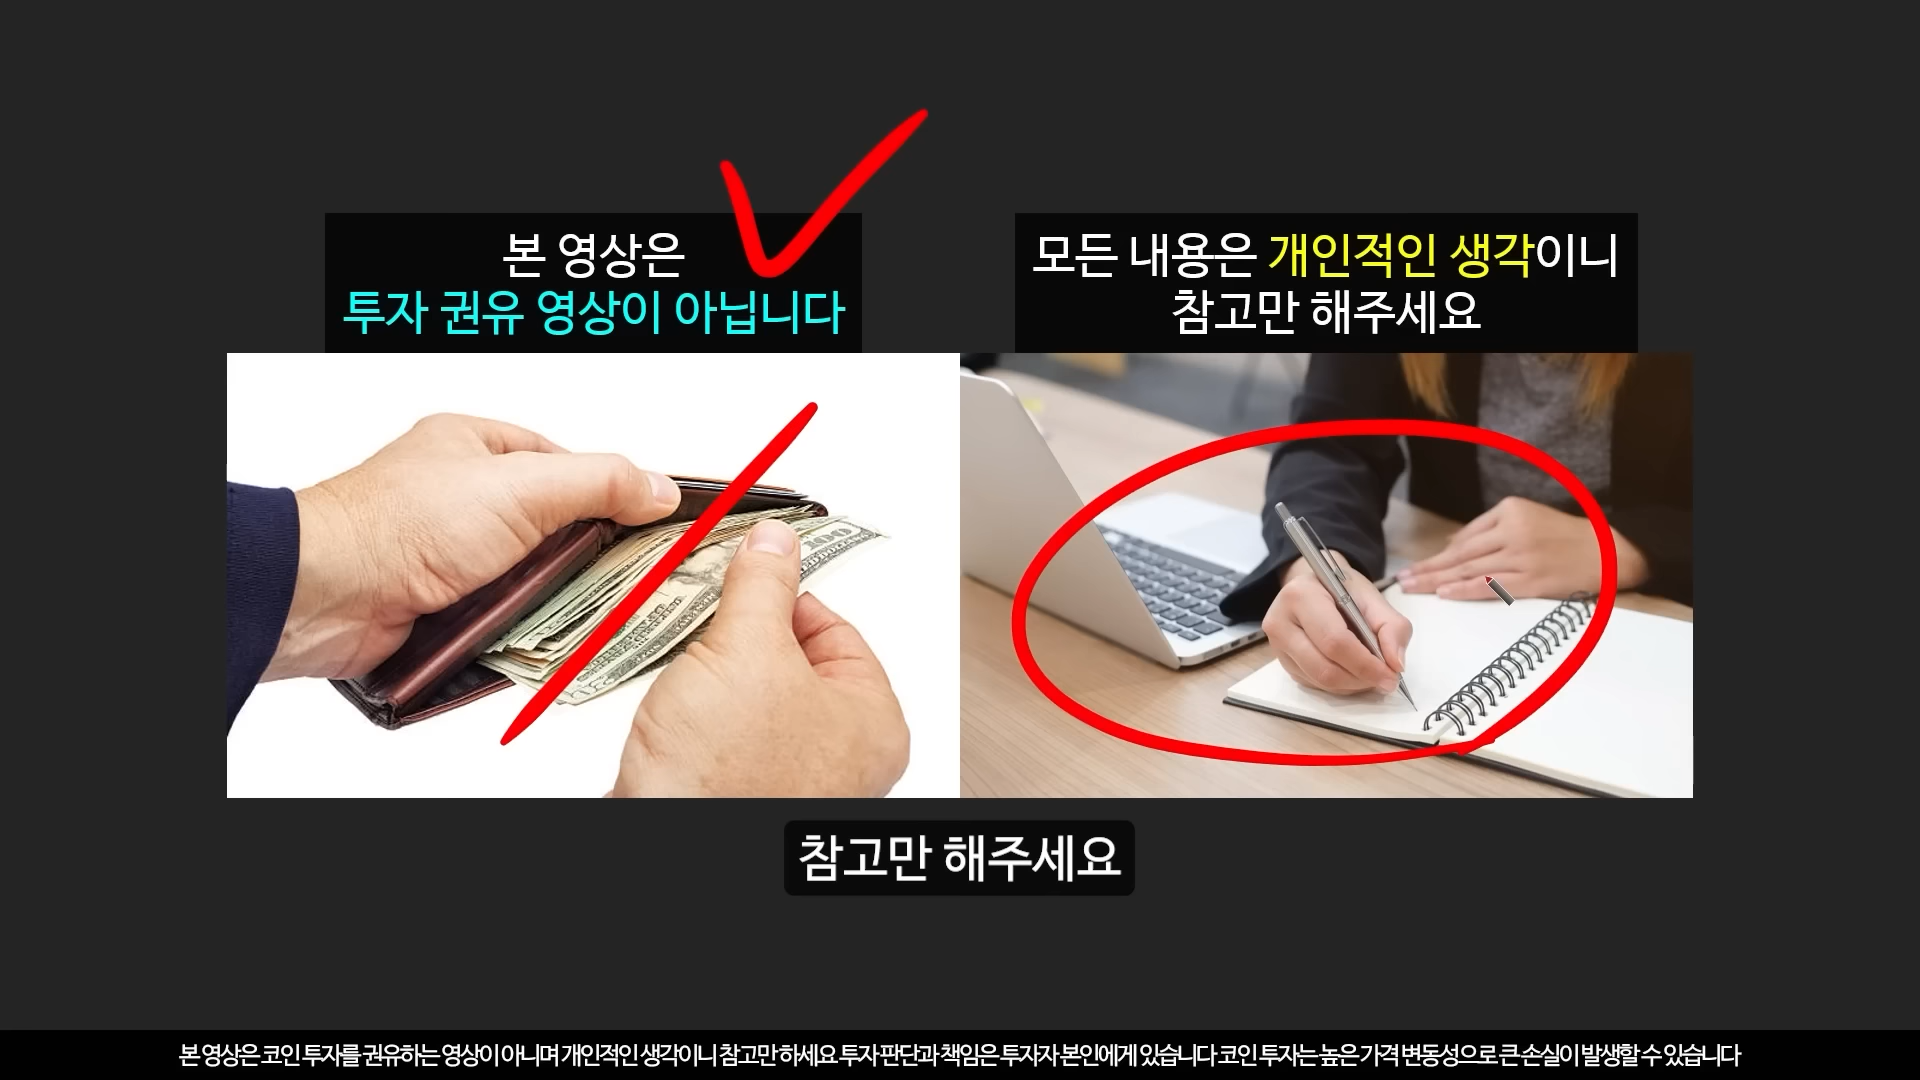 본 영상은
투자 권유 영상이 아닙니다
모든 내용은 개인적인 생각이니
참고만 해주세요
100
참고만 해주세요
본 영상은 코인 투자를 권유하는 영상이 아니며 개인적인 생각이니 참고만 하세요 투자 판단과 책임은 투자자 본인에게 있습니다 코인 투자는 높은 가격 변동성으로 큰 손실이 발생할 수 있습니다